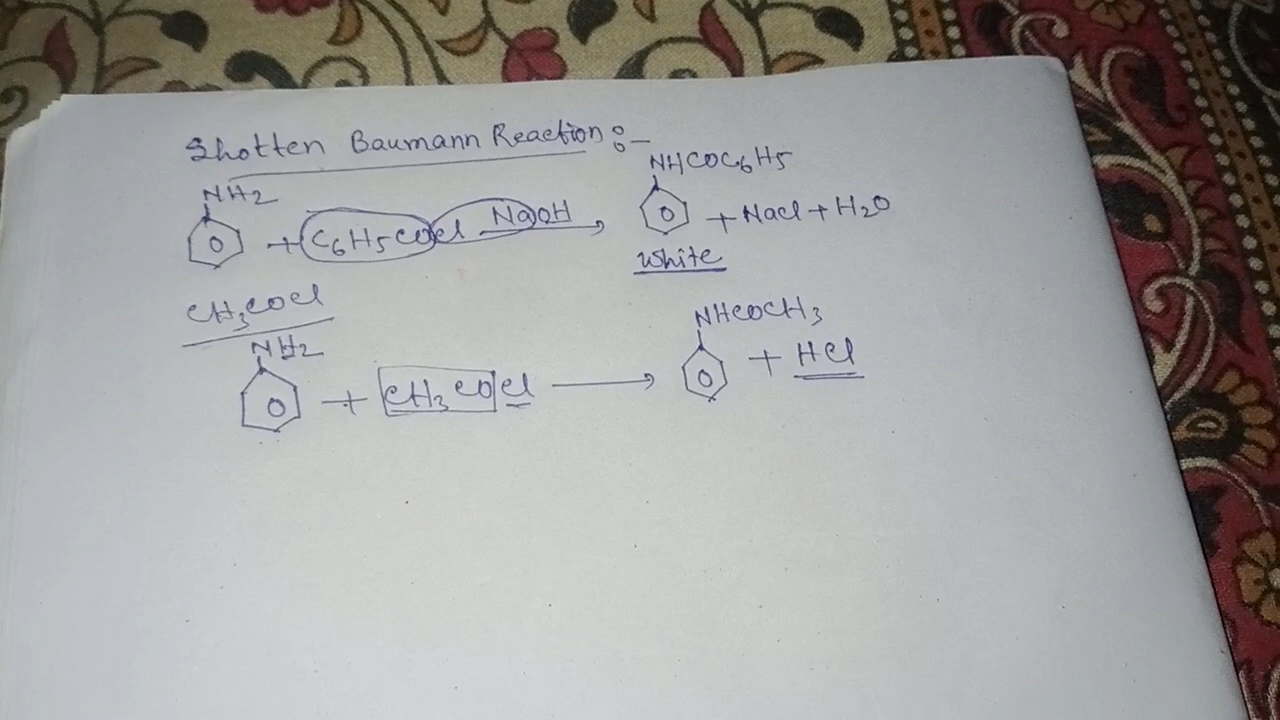 Shotten Baumann Reaction :-
NH2 NHCOC6H5
+ C6H5COCl NaOH → + NaCl + H2O
White
CH3COCl
NH2 NHCOCH3
+ CH3COCl → + HCl